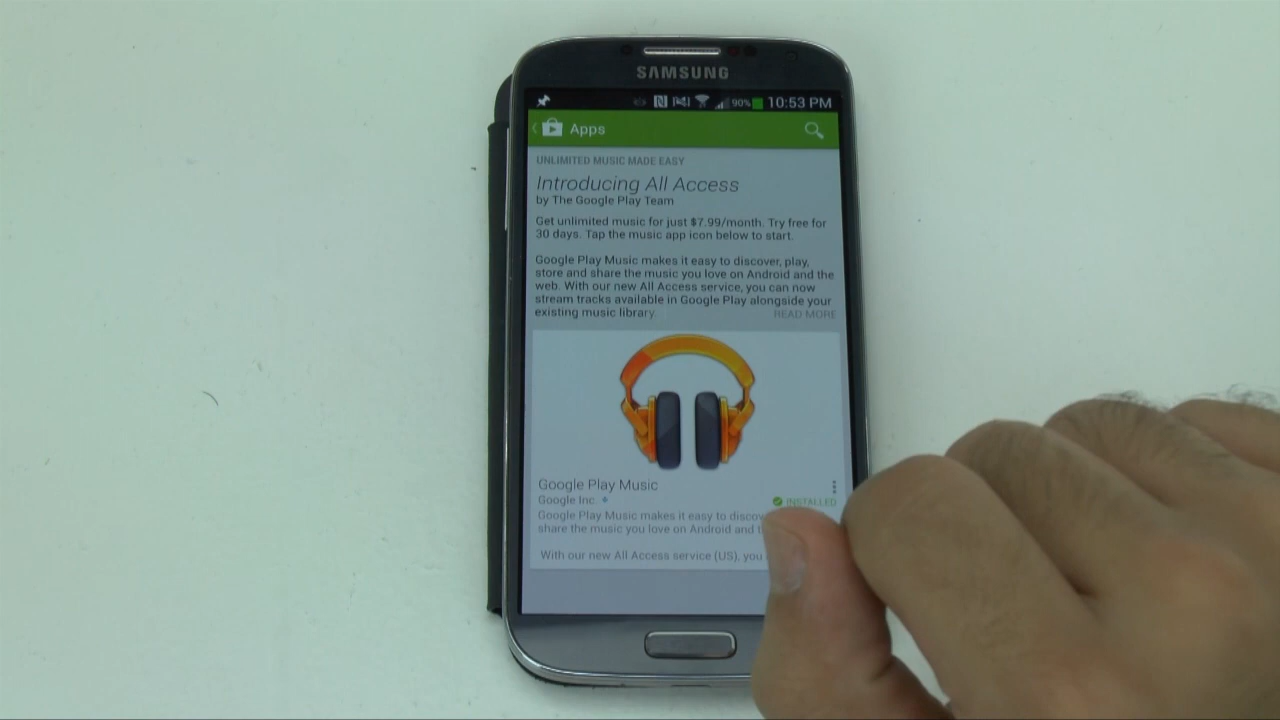 SAMSUNG
90% 10:53 PM
Apps
UNLIMITED MUSIC MADE EASY
Introducing All Access
by The Google Play Team
Get unlimited music for just $7.99/month. Try free for
30 days. Tap the music app icon below to start.
Google Play Music makes it easy to discover, play,
store and share the music you love on Android and the
web. With our new All Access service, you can now
stream tracks available in Google Play alongside your
existing music library. READ MORE
Google Play Music
Google Inc.
INSTALLED
Google Play Music makes it easy to discov
share the music you love on Android and t
With our new All Access service (US), you